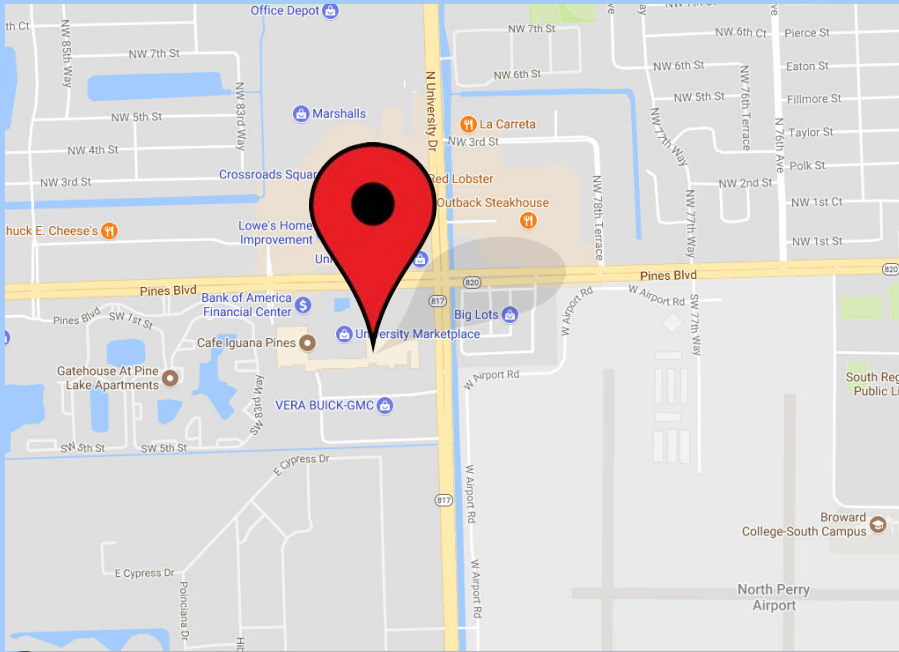 Office Depot
th Ct
NW 85th Way
NW 7th St
NW 83rd Way
NW 5th St
NW 4th St
NW 3rd St
Marshalls
N University Dr
NW 7th St
NW 6th St
La Carreta
NW 3rd St
NW 6th Ct
Pierce St
NW 6th St
Eaton St
NW 76th Terrace
NW 5th St
Fillmore St
NW 77th Way
N 76th Ave
Taylor St
Polk St
NW 2nd St
NW 77th Way
NW 1st Ct
NW 1st St
NW 78th Terrace
Crossroads Squar
Red Lobster
Outback Steakhouse
huck E. Cheese's
Lowe's Home
Improvement
Uni
Pines Blvd
820
Pines Blvd
820
817
Bank of America
Financial Center
Pines Blvd
SW 1st St
Big Lots
W Airport Rd
W Airport Rd
SW 77th Way
University Marketplace
Cafe Iguana Pines
Gatehouse At Pine
Lake Apartments
SW 83rd Way
W Airport Rd
VERA BUICK-GMC
South Reg
Public Li
SW 5th St
SW 5th St
E Cypress Dr
817
W Airport Rd
Broward
College-South Campus
E Cypress Dr
Poinciana Dr
Hib
W Airport Rd
North Perry
Airport